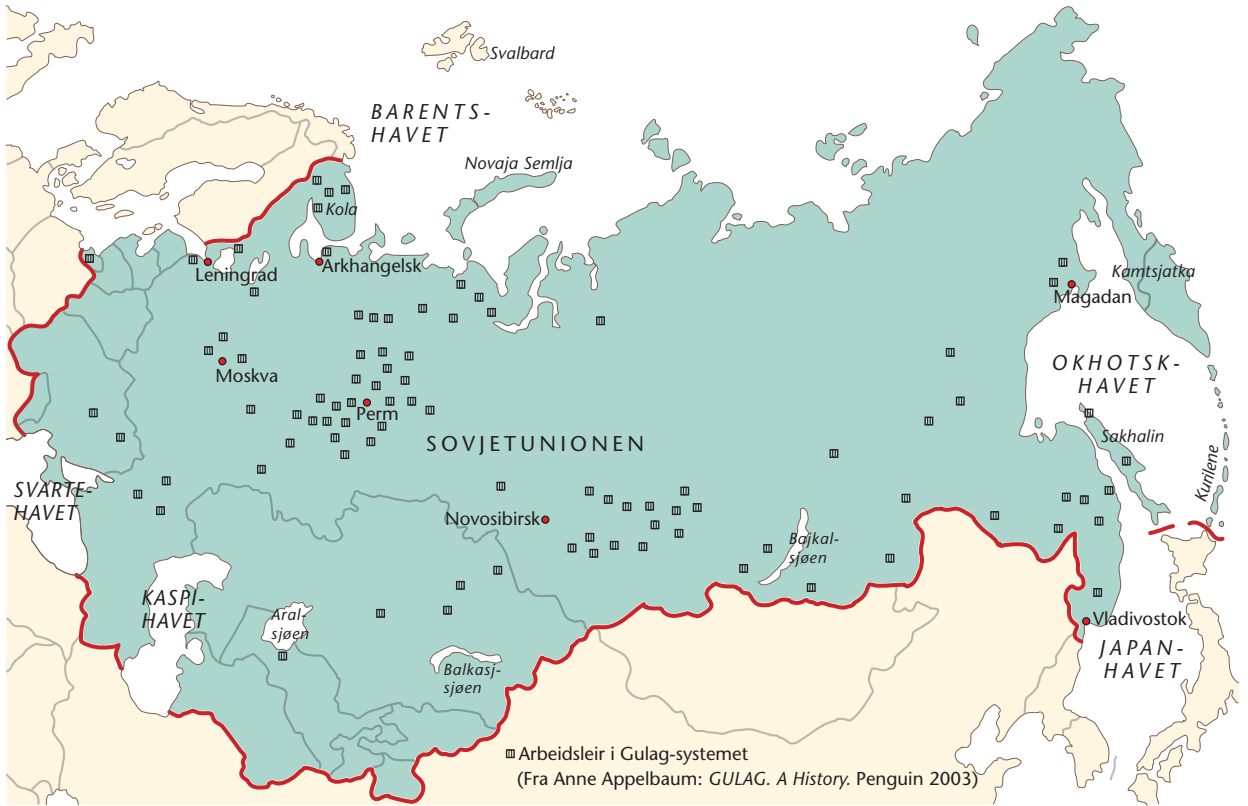 Svalbard
BARENTS-
HAVET
Novaja Semlja
Kola
Leningrad
Arkhangelsk
Kamtsjatka
Magadan
Moskva
OKHOTSK-
HAVET
Perm
SOVJETUNIONEN
Sakhalin
Kurilene
SVARTE-
HAVET
Novosibirsk
Bajkal-
sjøen
KASPI-
HAVET
Aral-
sjøen
Vladivostok
Balkasj-
sjøen
JAPAN-
HAVET
Arbeidsleir i Gulag-systemet
(Fra Anne Appelbaum: GULAG. A History. Penguin 2003)